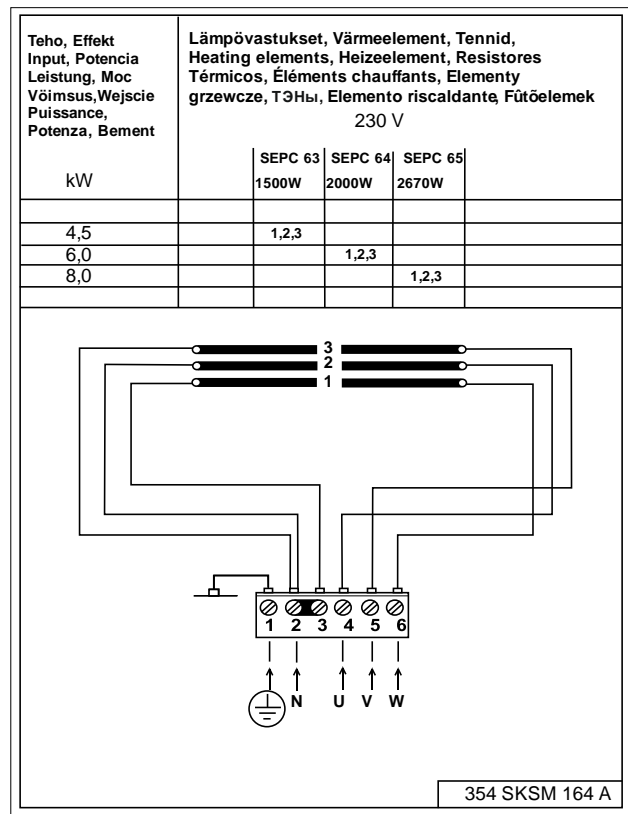 Teho, Effekt
Input, Potencia
Leistung, Moc
Vöimsus,Wejscie
Puissance,
Potenza, Bement
kW
Lämpövastukset, Värmeelement, Tennid,
Heating elements, Heizeelement, Resistores
Térmicos, Éléments chauffants, Elementy
grzewcze, ТЭНы, Elemento riscaldante, Fûtõelemek
230 V
SEPC 63 SEPC 64 SEPC 65
1500W 2000W 2670W
4,5 1,2,3
6,0 1,2,3
8,0 1,2,3
3
2
1
1 2 3 4 5 6
N U V W
354 SKSM 164 A